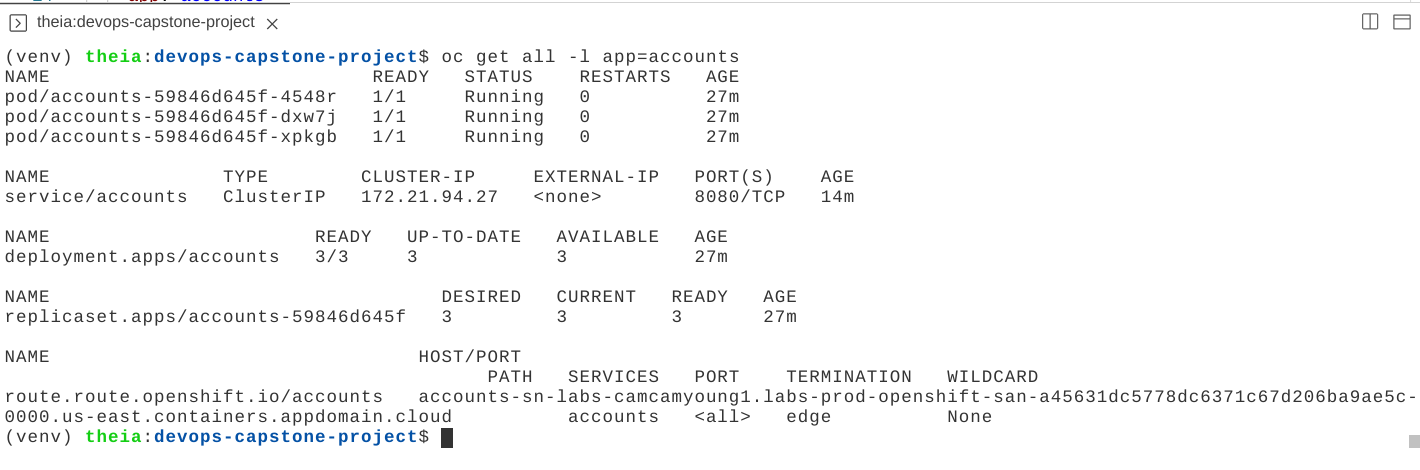 theia:devops-capstone-project
(venv) theia:devops-capstone-project$ oc get all -l app=accounts
NAME                            READY   STATUS    RESTARTS   AGE
pod/accounts-59846d645f-4548r   1/1     Running   0          27m
pod/accounts-59846d645f-dxw7j   1/1     Running   0          27m
pod/accounts-59846d645f-xpkgb   1/1     Running   0          27m
NAME               TYPE        CLUSTER-IP     EXTERNAL-IP   PORT(S)    AGE
service/accounts   ClusterIP   172.21.94.27   <none>        8080/TCP   14m
NAME                       READY   UP-TO-DATE   AVAILABLE   AGE
deployment.apps/accounts   3/3     3            3           27m
NAME                                  DESIRED   CURRENT   READY   AGE
replicaset.apps/accounts-59846d645f   3         3         3       27m
NAME                                HOST/PORT
PATH   SERVICES   PORT    TERMINATION   WILDCARD
route.route.openshift.io/accounts   accounts-sn-labs-camcamyoung1.labs-prod-openshift-san-a45631dc5778dc6371c67d206ba9ae5c-
0000.us-east.containers.appdomain.cloud          accounts   <all>   edge          None
(venv) theia:devops-capstone-project$